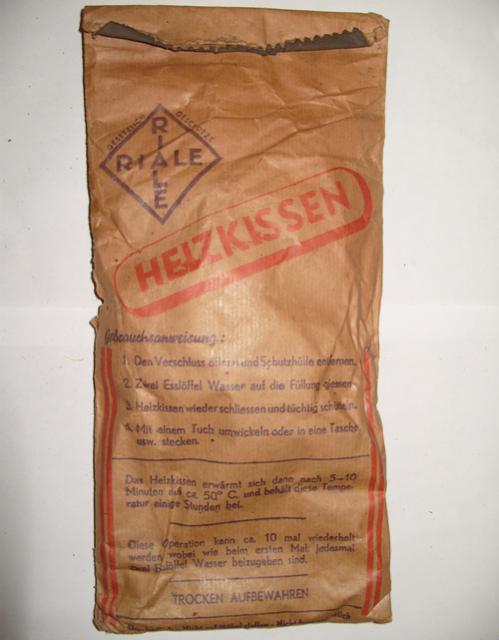 GESETZLICH GESCHÜTZT
RIALE
RIALE
HEIZKISSEN
Gebrauchsanweisung:
1. Den Verschluss öffnen und Schutzhülle entfernen.
2. Zwei Esslöffel Wasser auf die Füllung giessen.
3. Heizkissen wieder schliessen und tüchtig schütteln.
4. Mit einem Tuch umwickeln oder in eine Tasche
usw. stecken.
Das Heizkissen erwärmt sich dann nach 5-10
Minuten auf ca. 50° C. und behält diese Tempe-
ratur einige Stunden bei.
Diese Operation kann ca. 10 mal wiederholt
werden wobei wie beim ersten Mal jedesmal
zwei Esslöffel Wasser beizugeben sind.
TROCKEN AUFBEWAHREN